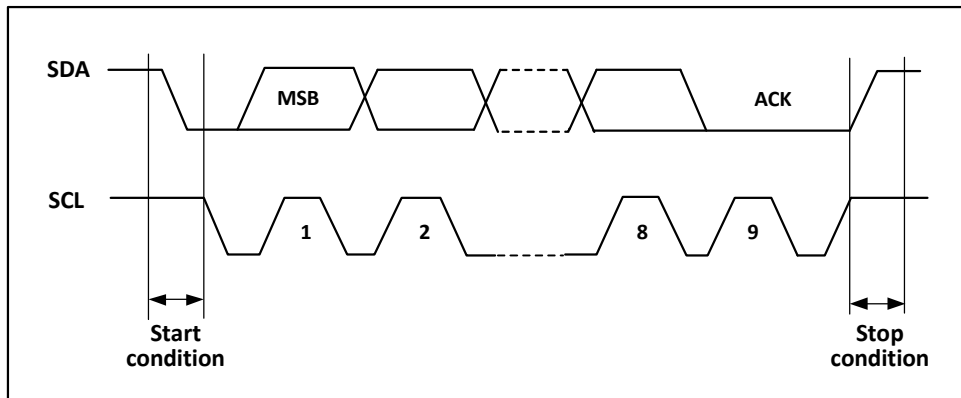 SDA
MSB
ACK
SCL
1
2
8
9
Start
condition
Stop
condition